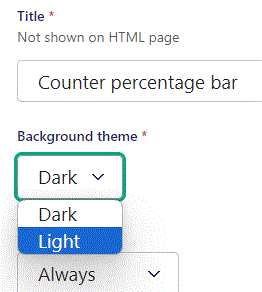 Title *
Not shown on HTML page
Counter percentage bar
Background theme *
Dark
Dark
Light
Always